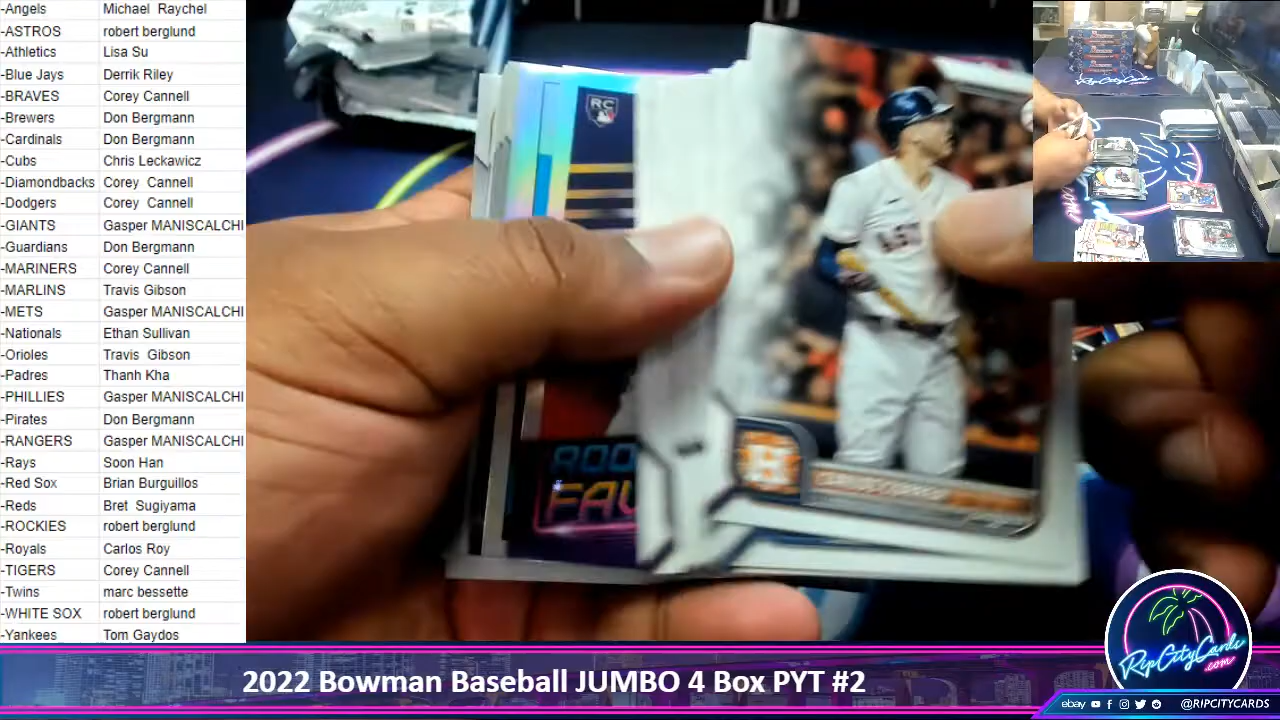 -Angels Michael Raychel
-ASTROS robert berglund
-Athletics Lisa Su
-Blue Jays Derrik Riley
-BRAVES Corey Cannell
-Brewers Don Bergmann
-Cardinals Don Bergmann
-Cubs Chris Leckawicz
-Diamondbacks Corey Cannell
-Dodgers Corey Cannell
-GIANTS Gasper MANISCALCHI
-Guardians Don Bergmann
-MARINERS Corey Cannell
-MARLINS Travis Gibson
-METS Gasper MANISCALCHI
-Nationals Ethan Sullivan
-Orioles Travis Gibson
-Padres Thanh Kha
-PHILLIES Gasper MANISCALCHI
-Pirates Don Bergmann
-RANGERS Gasper MANISCALCHI
-Rays Soon Han
-Red Sox Brian Burguillos
-Reds Bret Sugiyama
-ROCKIES robert berglund
-Royals Carlos Roy
-TIGERS Corey Cannell
-Twins marc bessette
-WHITE SOX robert berglund
-Yankees Tom Gaydos
RC
ROO
FAV
H
RipCityCards
.com
2022 Bowman Baseball JUMBO 4 Box PYT #2
ebay @RIPCITYCARDS